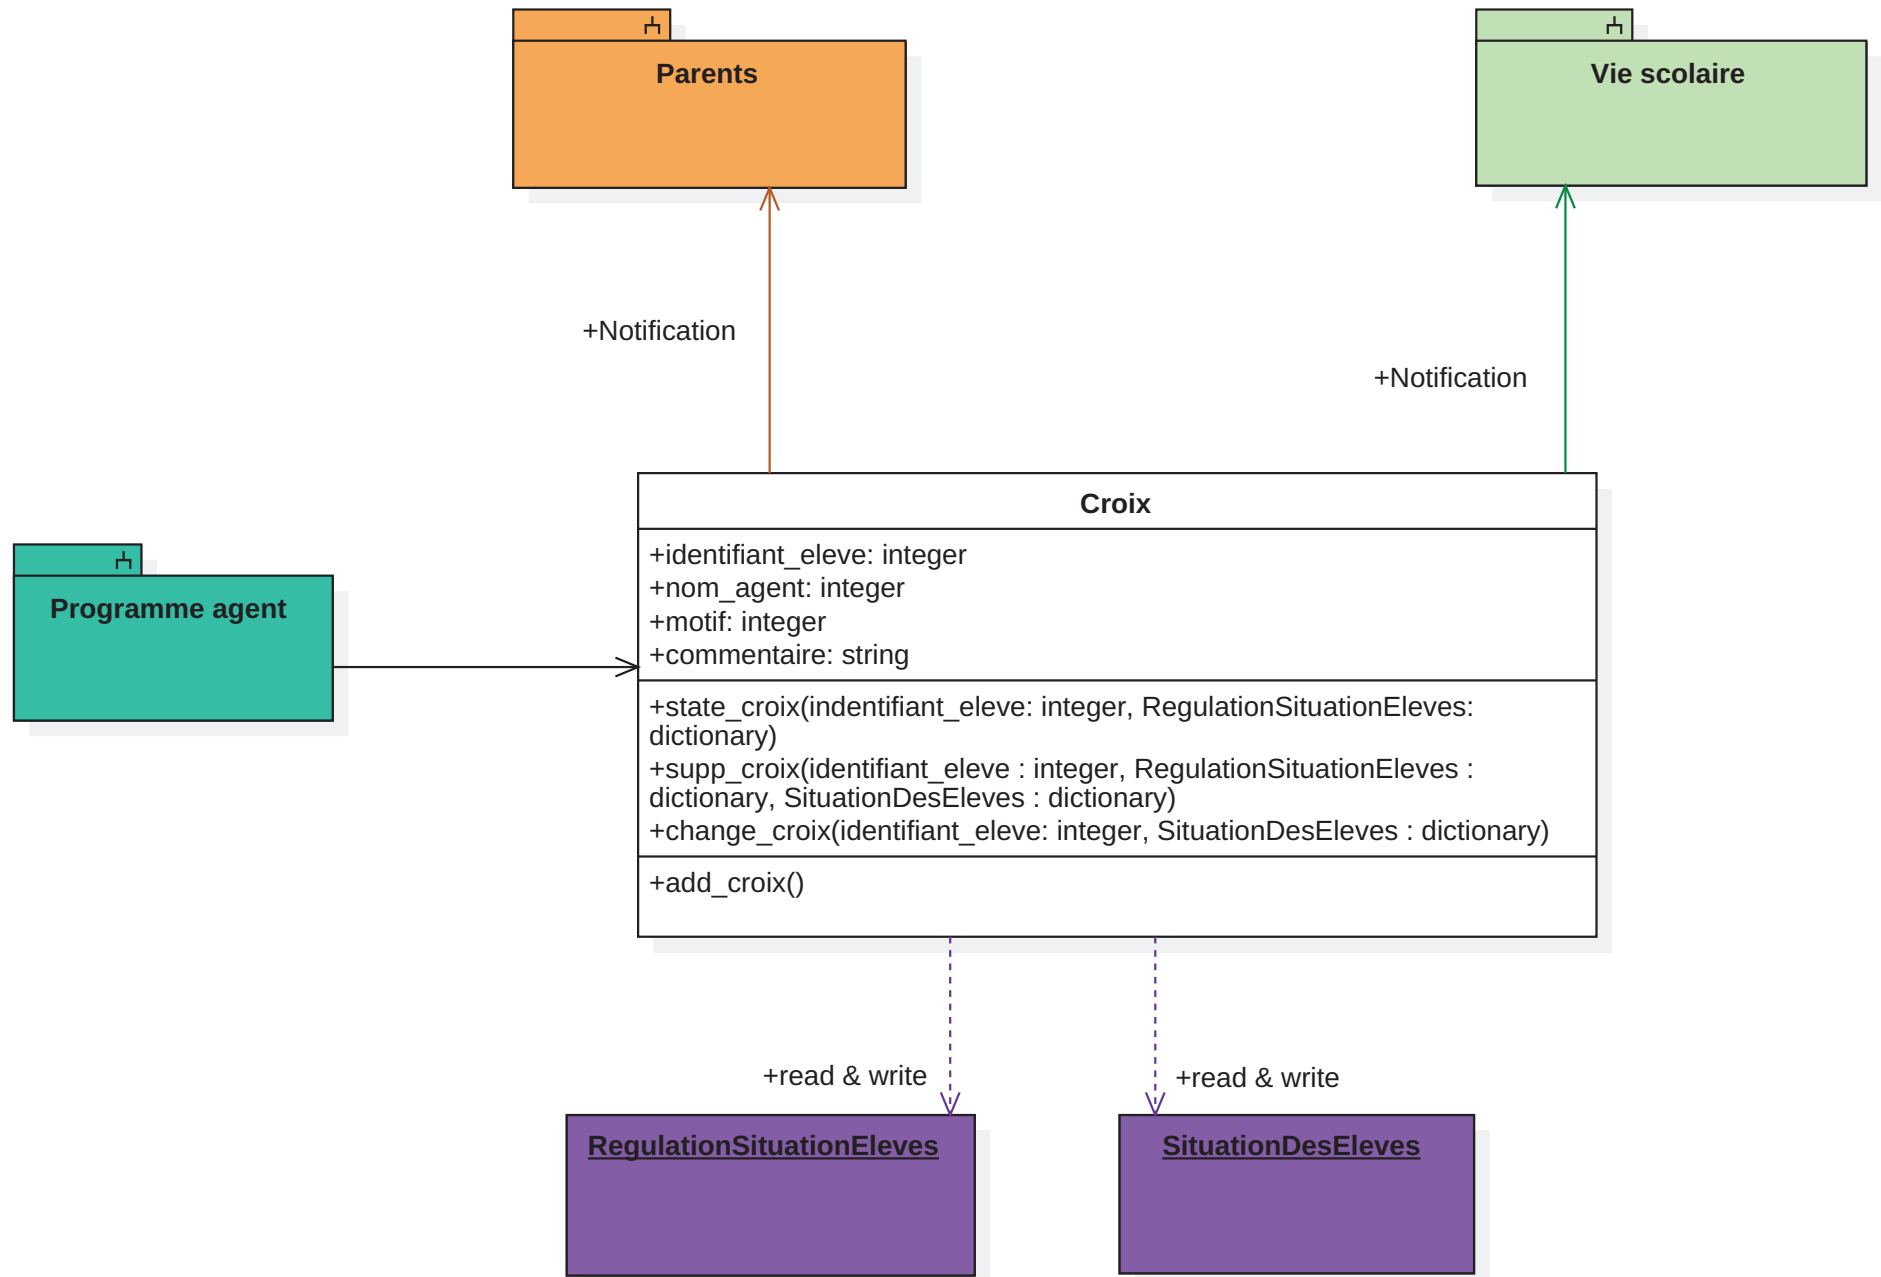 Parents
Vie scolaire
+Notification
+Notification
Programme agent
Croix
+identifiant_eleve: integer
+nom_agent: integer
+motif: integer
+commentaire: string
+state_croix(indentifiant_eleve: integer, RegulationSituationEleves:
dictionary)
+supp_croix(identifiant_eleve : integer, RegulationSituationEleves :
dictionary, SituationDesEleves : dictionary)
+change_croix(identifiant_eleve: integer, SituationDesEleves : dictionary)
+add_croix()
+read & write
+read & write
RegulationSituationEleves
SituationDesEleves